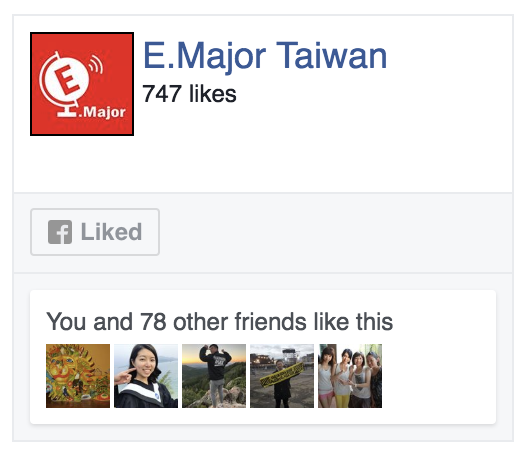 E
.Major
E.Major Taiwan
747 likes
Liked
You and 78 other friends like this